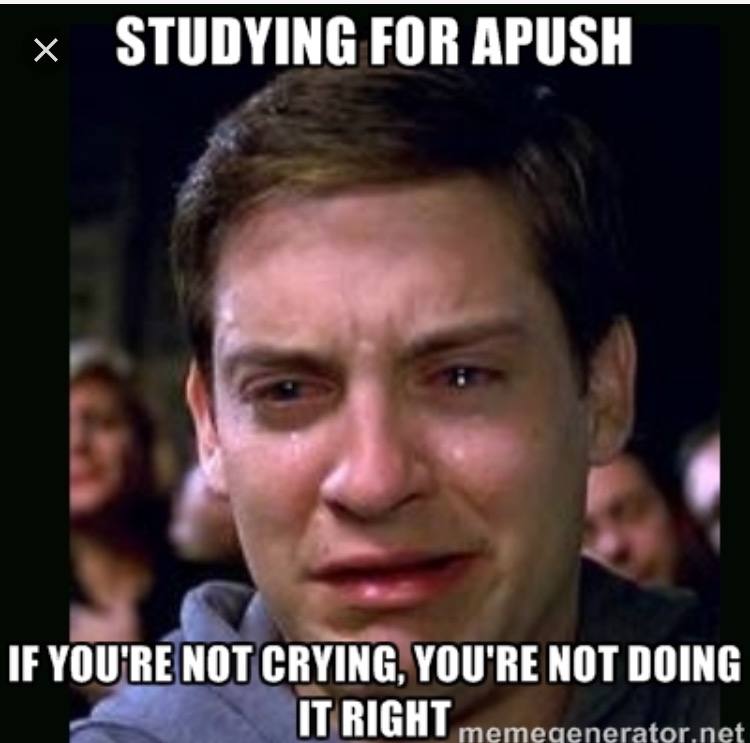 STUDYING FOR APUSH
IF YOU'RE NOT CRYING, YOU'RE NOT DOING
IT RIGHT
memegenerator.net